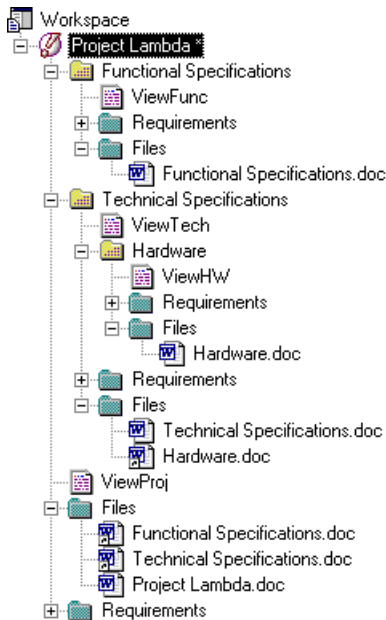 Workspace
Project Lambda *
Functional Specifications
ViewFunc
Requirements
Files
Functional Specifications.doc
Technical Specifications
ViewTech
Hardware
ViewHW
Requirements
Files
Hardware.doc
Requirements
Files
Technical Specifications.doc
Hardware.doc
ViewProj
Files
Functional Specifications.doc
Technical Specifications.doc
Project Lambda.doc
Requirements